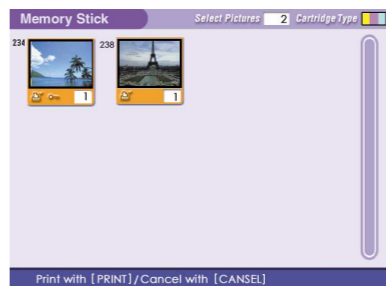 Memory Stick
Select Pictures 2 Cartridge Type
234 238
1 1
Print with [PRINT]/Cancel with [CANSEL]